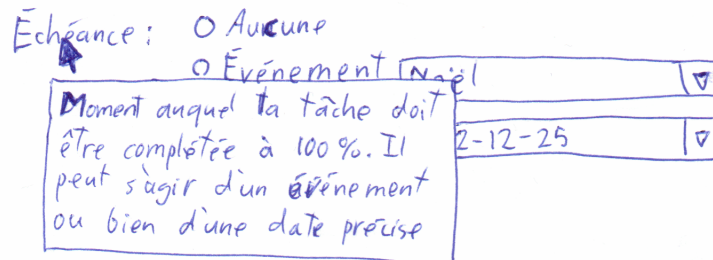 Échéance : O Aucune
O Événement Noël
Moment auquel la tâche doit
être complétée à 100 %. Il
2-12-25
peut s'agir d'un événement
ou bien d'une date précise